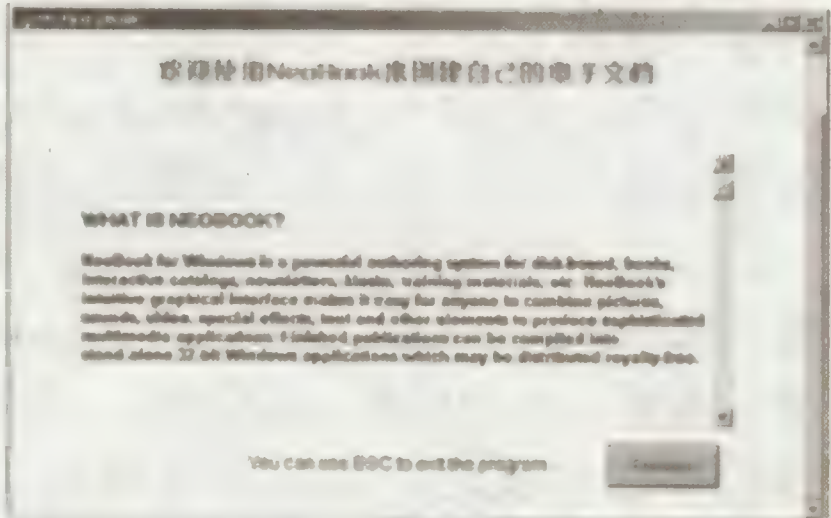 欢迎使用NeoBook来创建自己的电子文档
WHAT IS NEOBOOK?
NeoBook for Windows is a powerful authoring system for disk based, books,
interactive catalogs, newsletters, kiosks, training materials, etc. NeoBook's
intuitive graphical interface makes it easy for anyone to combine pictures,
sounds, video, special effects, text and other elements to produce sophisticated
multimedia applications. Finished publications can be compiled into
stand alone 32 bit Windows applications which may be distributed royalty-free.
You can use ESC to exit the program